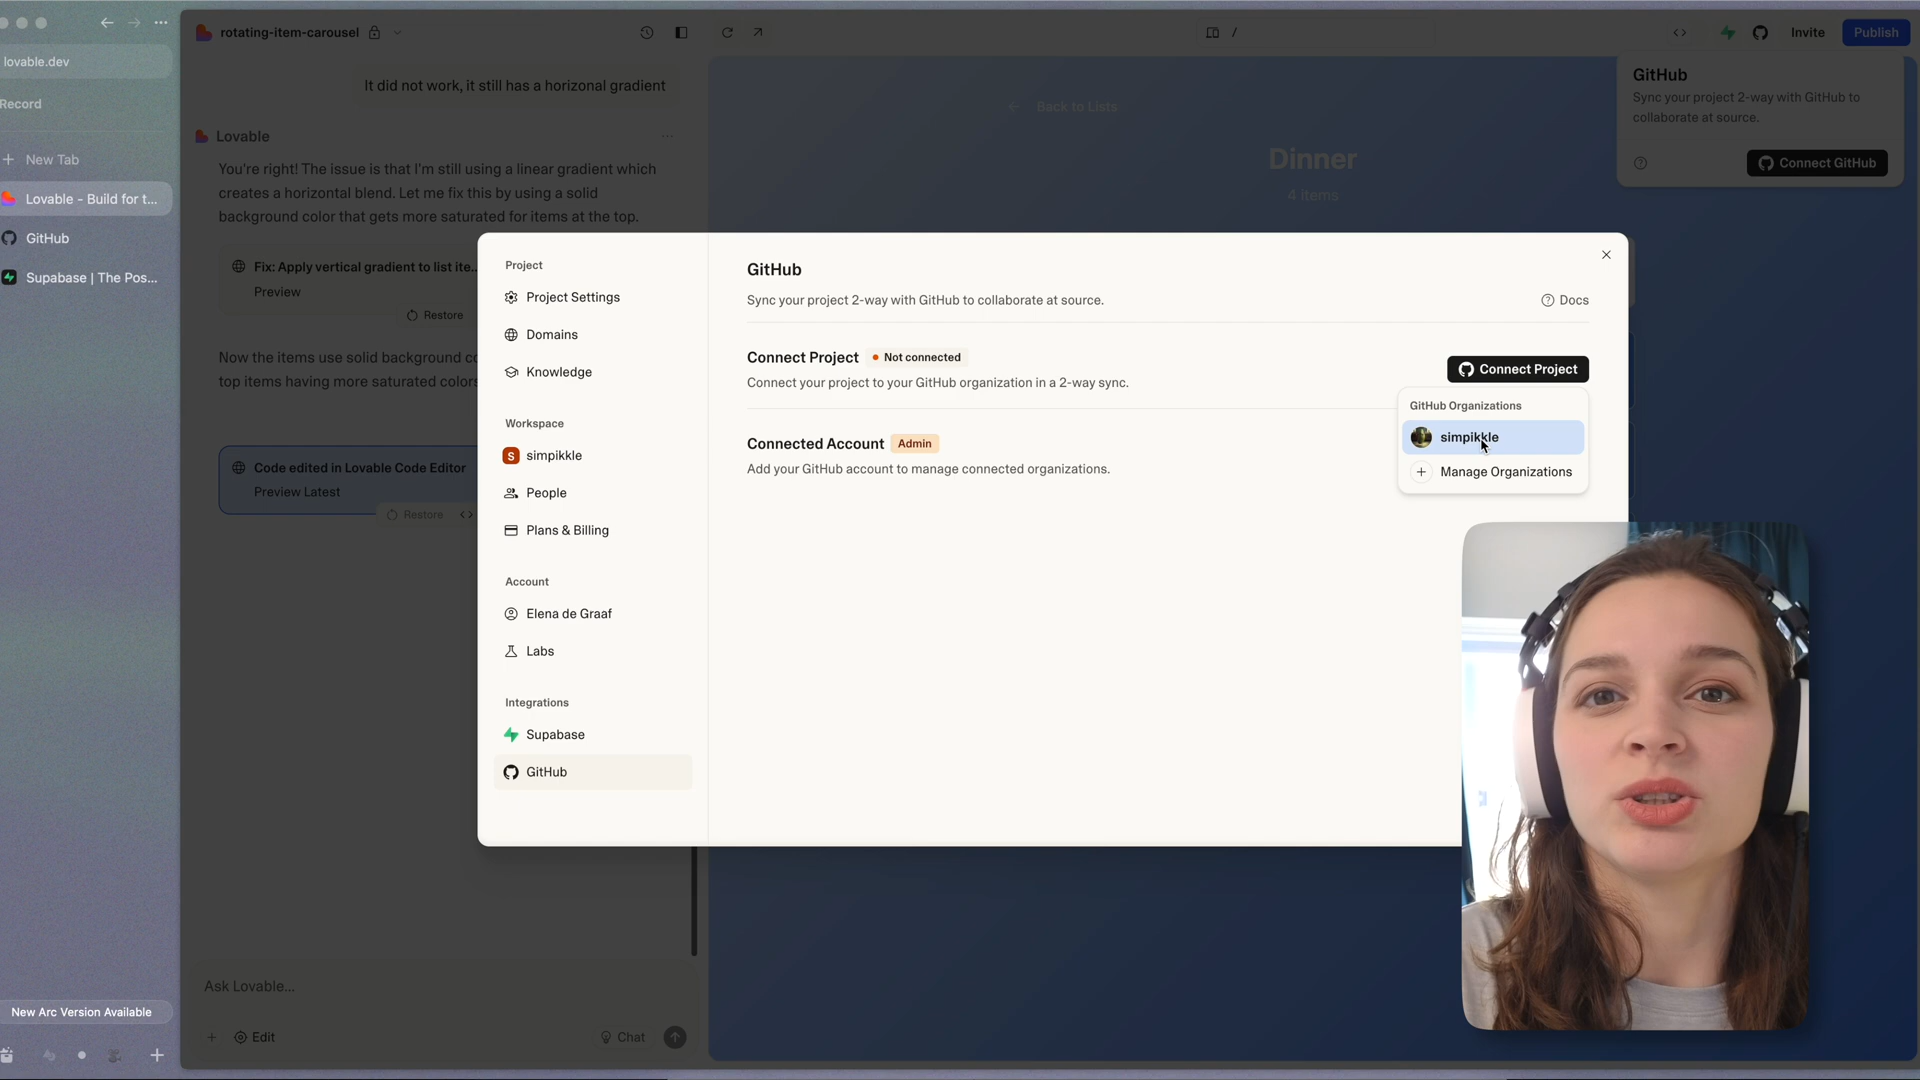 lovable.dev
Record
New Tab
Lovable - Build for t...
GitHub
Supabase | The Pos...
New Arc Version Available
rotating-item-carousel
/
Invite
Publish
It did not work, it still has a horizonal gradient
Lovable
You're right! The issue is that I'm still using a linear gradient which
creates a horizontal blend. Let me fix this by using a solid
background color that gets more saturated for items at the top.
Fix: Apply vertical gradient to list ite...
Preview
Restore
Now the items use solid background co
top items having more saturated colors
Code edited in Lovable Code Editor
Preview Latest
Restore
Ask Lovable...
Edit
Chat
Back to Lists
Dinner
4 items
GitHub
Sync your project 2-way with GitHub to
collaborate at source.
Connect GitHub
Project
Project Settings
Domains
Knowledge
Workspace
S simpikkle
People
Plans & Billing
Account
Elena de Graaf
Labs
Integrations
Supabase
GitHub
GitHub
Sync your project 2-way with GitHub to collaborate at source.
Docs
Connect Project
Not connected
Connect your project to your GitHub organization in a 2-way sync.
Connect Project
GitHub Organizations
simpikkle
Manage Organizations
Connected Account
Admin
Add your GitHub account to manage connected organizations.